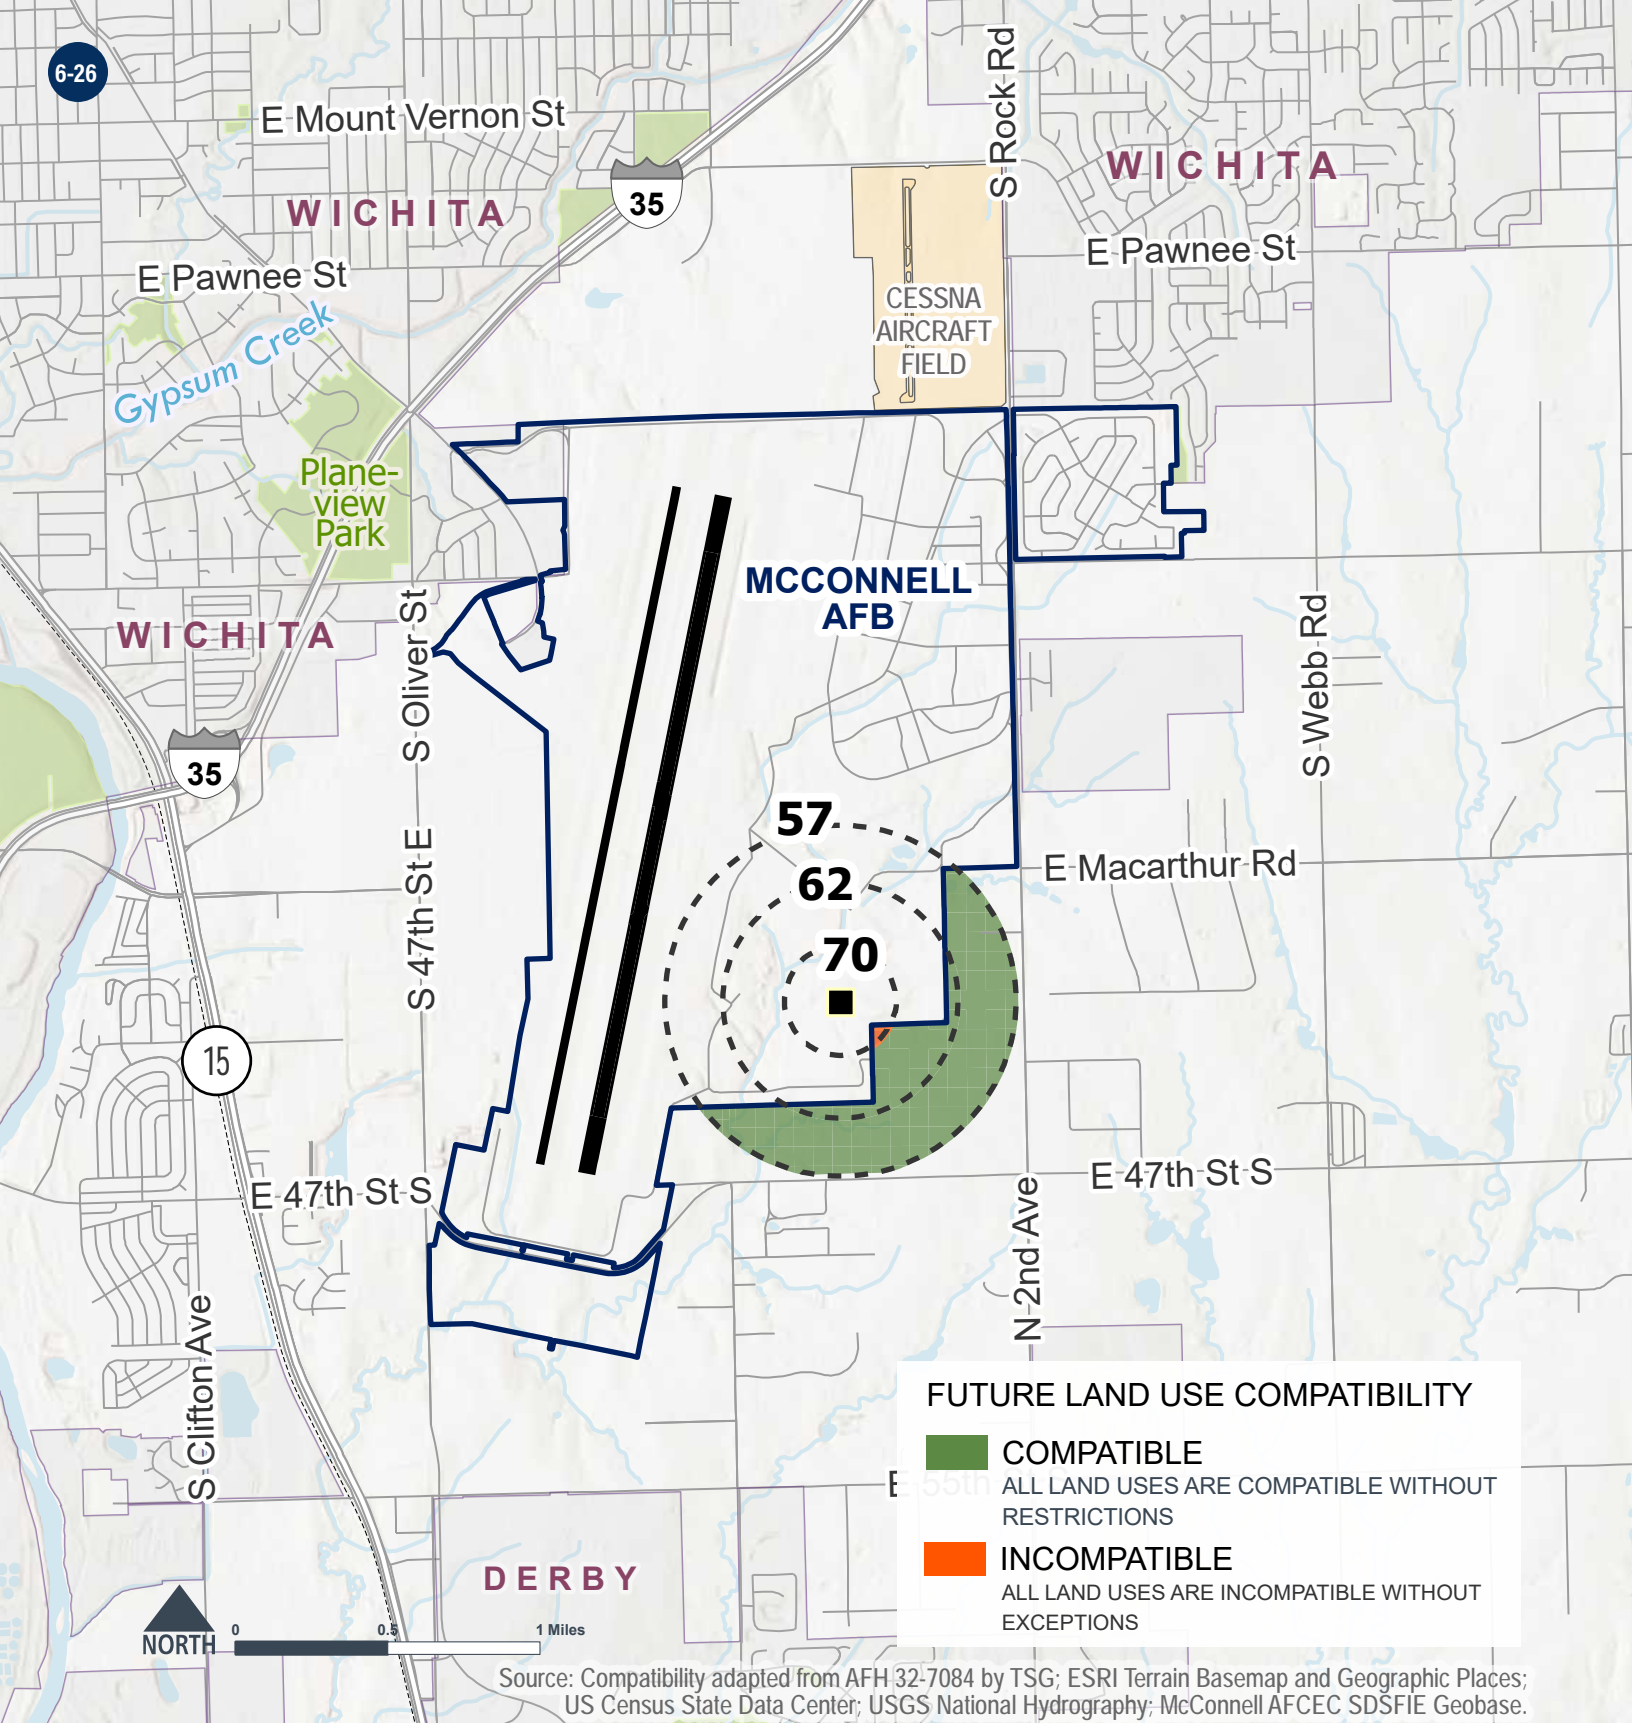 6-26
E Mount Vernon St
S Rock Rd
WICHITA
35
WICHITA
E Pawnee St
E Pawnee St
Gypsum Creek
CESSNA
AIRCRAFT
FIELD
Plane-
view
Park
MCCONNELL
AFB
WICHITA
S Oliver St
S Webb Rd
35
57
E Macarthur Rd
62
S 47th St E
70
15
E 47th St S
E 47th St S
N 2nd Ave
S Clifton Ave
FUTURE LAND USE COMPATIBILITY
COMPATIBLE
E 55th St S
ALL LAND USES ARE COMPATIBLE WITHOUT
RESTRICTIONS
INCOMPATIBLE
ALL LAND USES ARE INCOMPATIBLE WITHOUT
EXCEPTIONS
DERBY
NORTH
0 0.5 1 Miles
Source: Compatibility adapted from AFH 32-7084 by TSG; ESRI Terrain Basemap and Geographic Places;
US Census State Data Center; USGS National Hydrography; McConnell AFCEC SDSFIE Geobase.